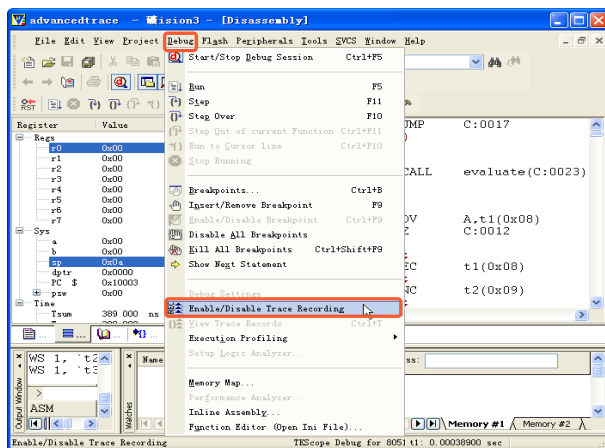 advancedtrace - µision3 - [Disassembly]
File Edit View Project Debug Flash Peripherals Tools SVCS Window Help
Start/Stop Debug Session Ctrl+F5
Run F5
RST
Step F11
Step Over F10
Step Out of current Function Ctrl+F11
Run to Cursor line Ctrl+F10
Stop Running
Breakpoints... Ctrl+B
Insert/Remove Breakpoint F9
Enable/Disable Breakpoint Ctrl+F9
Disable All Breakpoints
Kill All Breakpoints Ctrl+Shift+F9
Show Next Statement
Debug Settings
Enable/Disable Trace Recording
View Trace Records Ctrl+T
Execution Profiling
Setup Logic Analyzer...
Memory Map...
Performance Analyzer...
Inline Assembly...
Function Editor (Open Ini File)...
Register Value
Regs
r0 0x00
r1 0x00
r2 0x00
r3 0x00
r4 0x00
r5 0x00
r6 0x00
r7 0x00
Sys
a 0x00
b 0x00
sp 0x0a
dptr 0x0000
PC $ 0x10003
psw 0x00
Time
Tsum 389 000 ns
JMP C:0017
CALL evaluate(C:0023)
OV A,t1(0x08)
Z C:0012
EC t1(0x08)
NC t2(0x09)
WS 1, `t2
WS 1, `t3
>
ASM
Output Window
Watches
Name
ss:
Memory #1 Memory #2
Enable/Disable Trace Recording TKScope Debug for 8051 t1: 0.00038900 sec